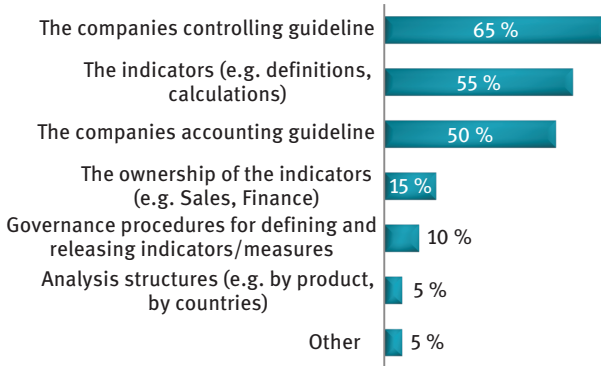 The companies controlling guideline 65 %
The indicators (e.g. definitions,
calculations) 55 %
The companies accounting guideline 50 %
The ownership of the indicators
(e.g. Sales, Finance) 15 %
Governance procedures for defining and
releasing indicators/measures 10 %
Analysis structures (e.g. by product,
by countries) 5 %
Other 5 %